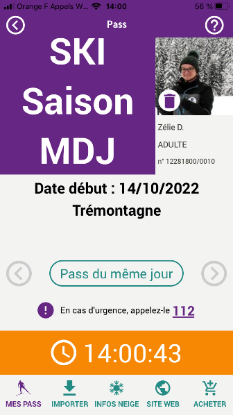 Orange F Appels W... 14:00 56 %
Pass
SKI
Saison
MDJ
Zélie D.
ADULTE
n° 12281800/0010
Date début : 14/10/2022
Trémontagne
Pass du même jour
En cas d'urgence, appelez-le 112
14:00:43
MES PASS IMPORTER INFOS NEIGE SITE WEB ACHETER